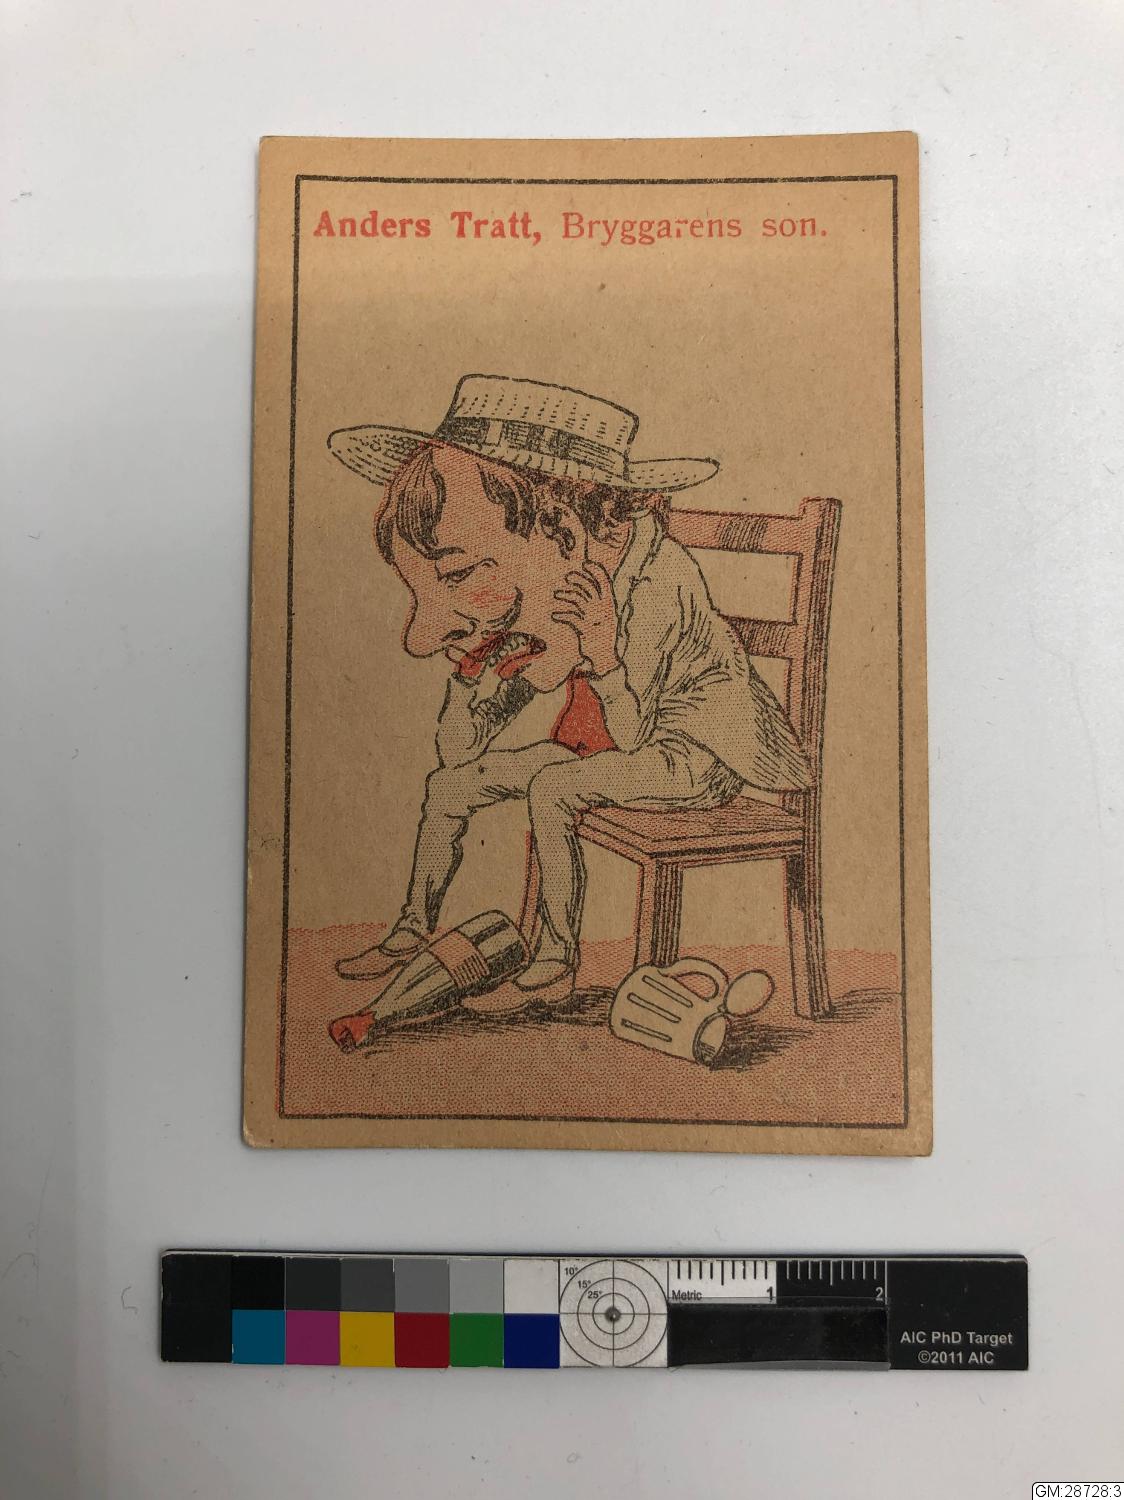 Anders Tratt, Bryggarens son.
10°
15°
25°
Metric 1 2
AIC PhD Target
©2011 AIC
GM:28728:3